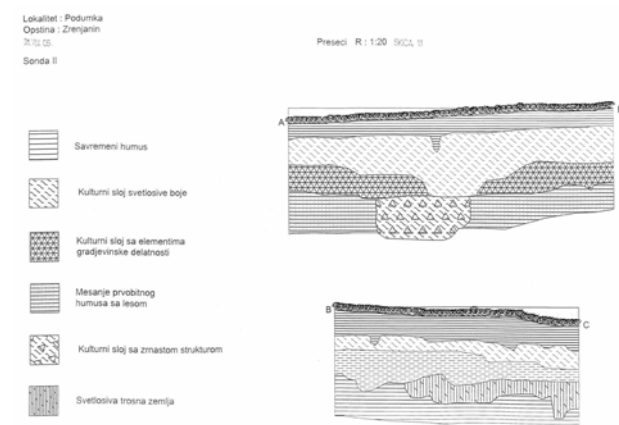 Lokalitet : Podumka
Opstina : Zrenjanin
Preseci R : 1:20
Sonda II
A
B
C
Savremeni humus
Kulturni sloj svetlosive boje
Kulturni sloj sa elementima
gradjevinske delatnosti
Mesanje prvobitnog
humusa sa lesom
Kulturni sloj sa zrnastom strukturom
Svetlosiva trosna zemlja